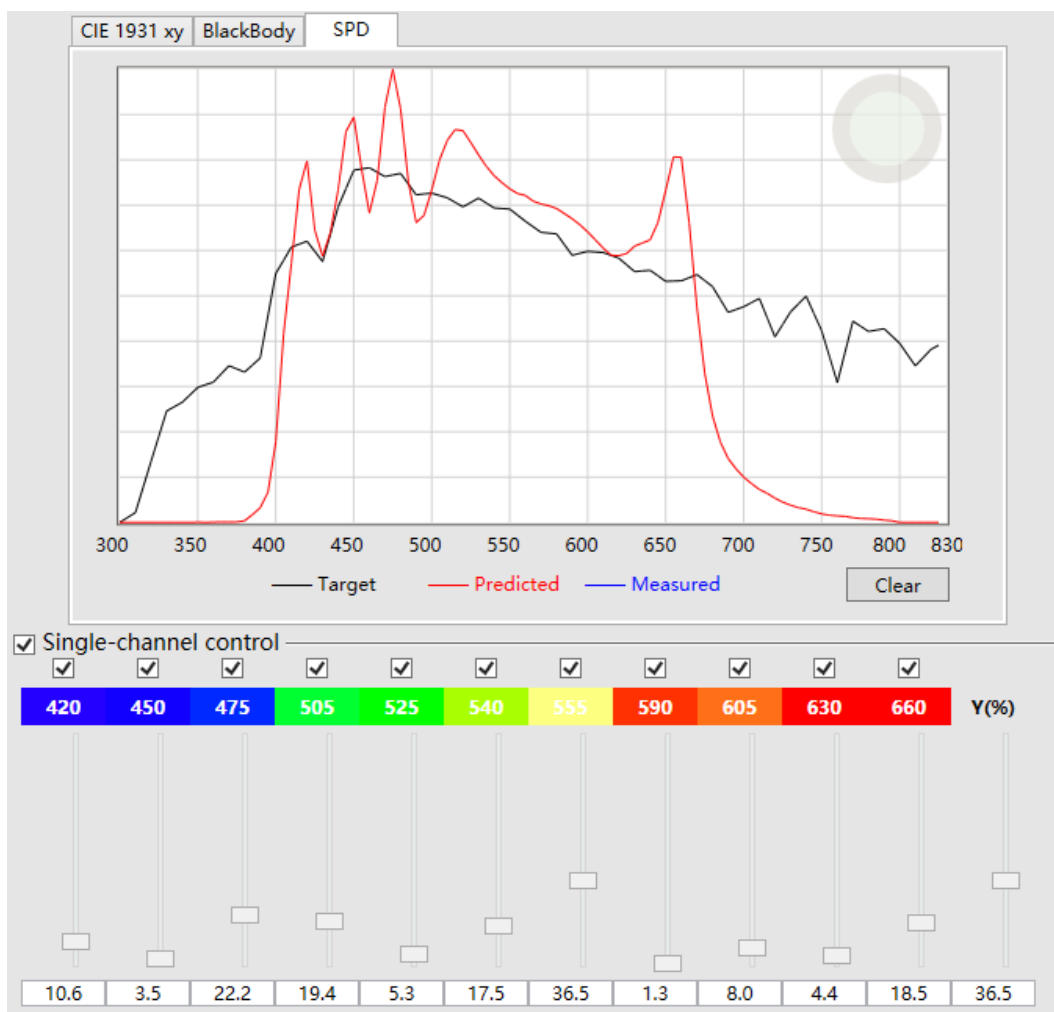 CIE 1931 xy BlackBody SPD
300 350 400 450 500 550 600 650 700 750 800 830
Target Predicted Measured Clear
Single-channel control
420 450 475 505 525 540 555 590 605 630 660 Y(%)
10.6 3.5 22.2 19.4 5.3 17.5 36.5 1.3 8.0 4.4 18.5 36.5